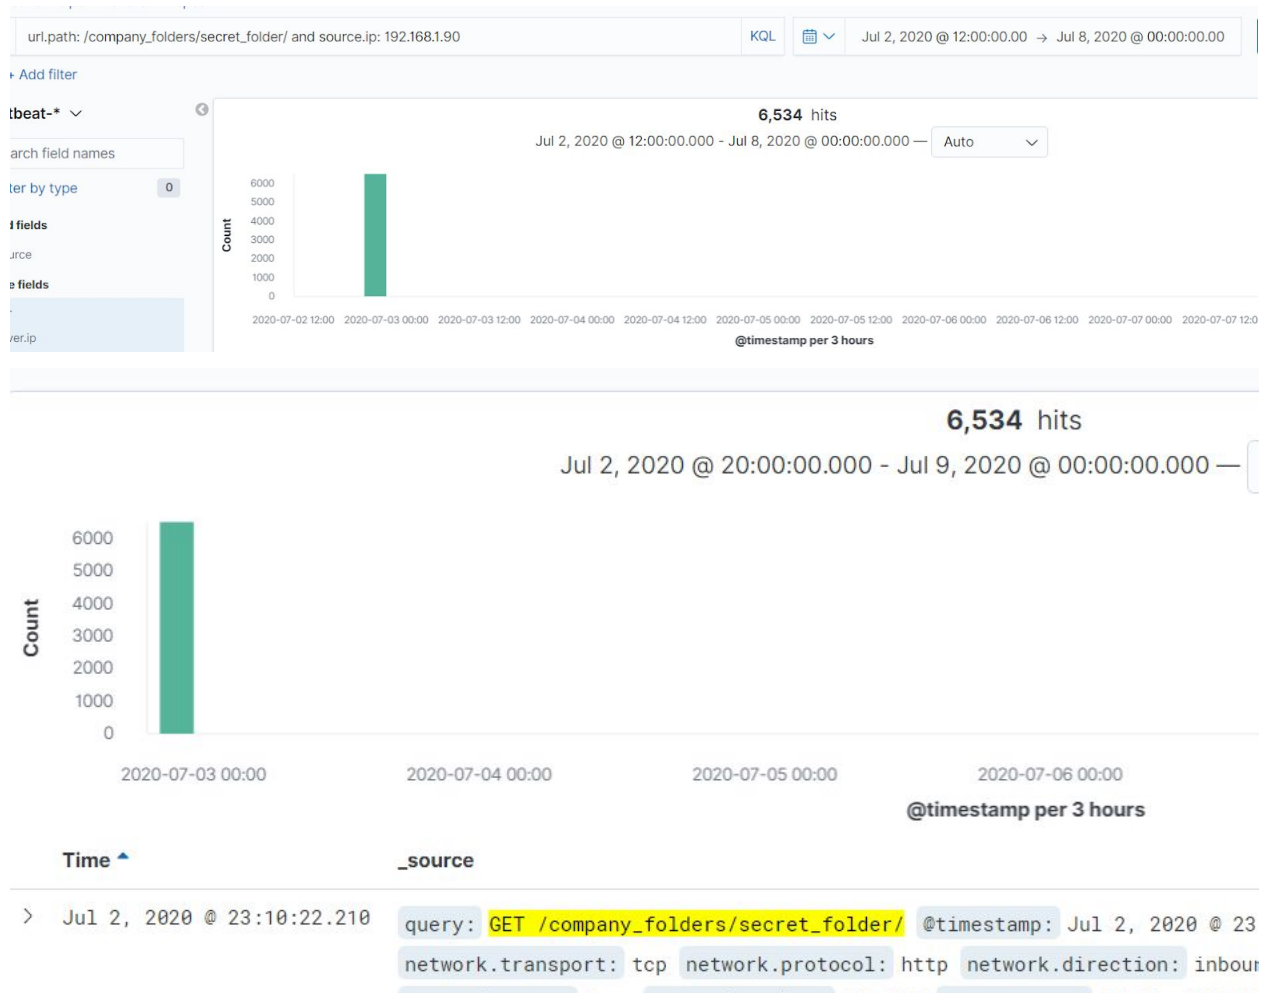 url.path: /company_folders/secret_folder/ and source.ip: 192.168.1.90 KQL Jul 2, 2020 @ 12:00:00.00 → Jul 8, 2020 @ 00:00:00.00
+ Add filter
tbeat-*
arch field names
ter by type 0
d fields
urce
e fields
ver.ip
6,534 hits
Jul 2, 2020 @ 12:00:00.000 - Jul 8, 2020 @ 00:00:00.000 — Auto
6000
5000
4000
3000
2000
1000
0
Count
2020-07-02 12:00 2020-07-03 00:00 2020-07-03 12:00 2020-07-04 00:00 2020-07-04 12:00 2020-07-05 00:00 2020-07-05 12:00 2020-07-06 00:00 2020-07-06 12:00 2020-07-07 00:00 2020-07-07 12:0
@timestamp per 3 hours
6,534 hits
Jul 2, 2020 @ 20:00:00.000 - Jul 9, 2020 @ 00:00:00.000 —
6000
5000
4000
3000
2000
1000
0
Count
2020-07-03 00:00 2020-07-04 00:00 2020-07-05 00:00 2020-07-06 00:00
@timestamp per 3 hours
Time _source
Jul 2, 2020 @ 23:10:22.210 query: GET /company_folders/secret_folder/ @timestamp: Jul 2, 2020 @ 23
network.transport: tcp network.protocol: http network.direction: inboun